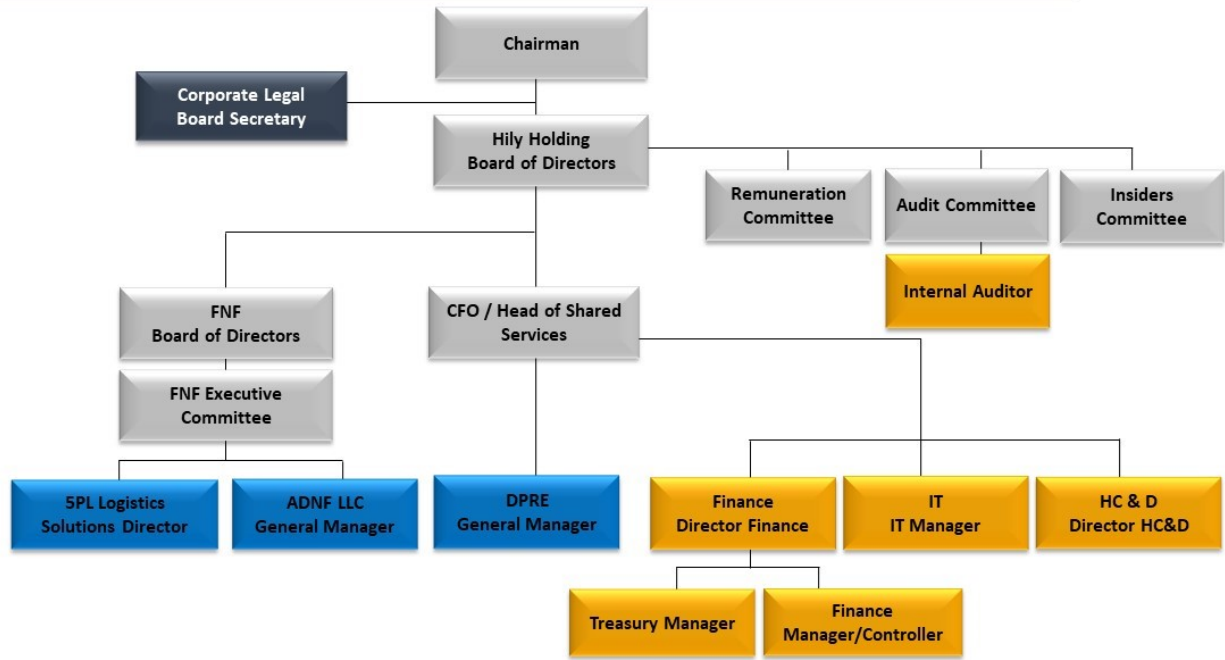 Chairman
Corporate Legal
Board Secretary
Hily Holding
Board of Directors
Remuneration
Committee
Audit Committee
Insiders
Committee
Internal Auditor
FNF
Board of Directors
CFO / Head of Shared
Services
FNF Executive
Committee
5PL Logistics
Solutions Director
ADNF LLC
General Manager
DPRE
General Manager
Finance
Director Finance
IT
IT Manager
HC & D
Director HC&D
Treasury Manager
Finance
Manager/Controller